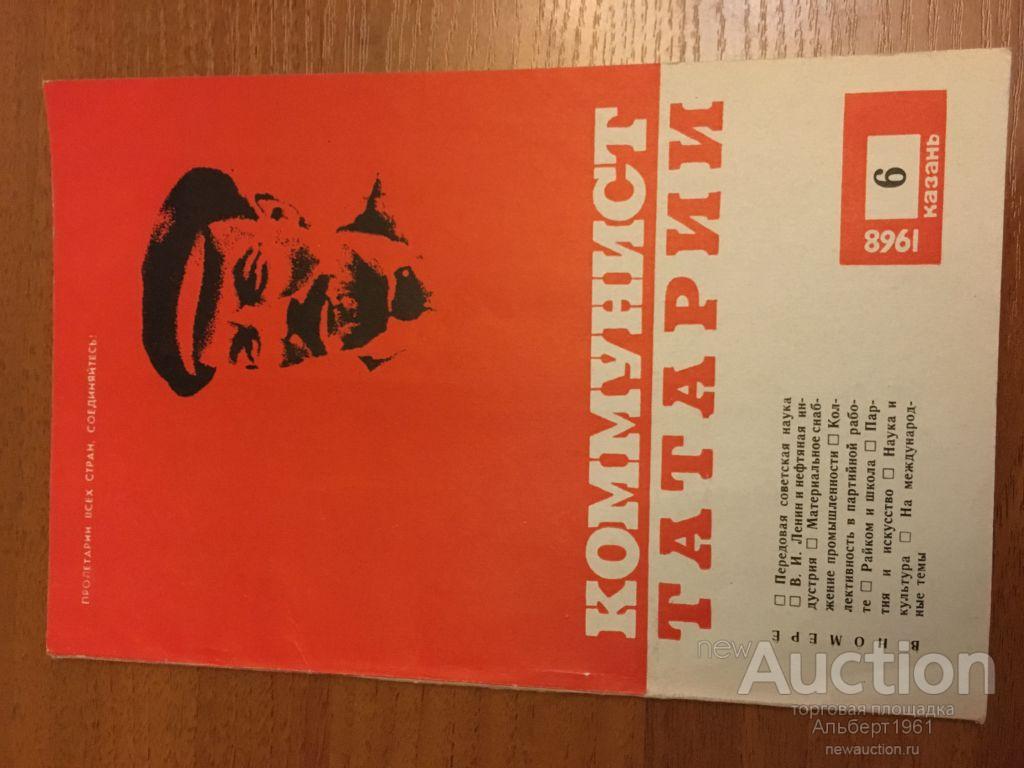 ПРОЛЕТАРИИ ВСЕХ СТРАН, СОЕДИНЯЙТЕСЬ!
КОММУНИСТ
ТАТАРИИ
В НОМЕРЕ
□ Передовая советская наука
□ В. И. Ленин и нефтяная ин-
дустрия □ Материальное снаб-
жение промышленности □ Кол-
лективность в партийной рабо-
те □ Райком и школа □ Пар-
тия и искусство □ Наука и
культура □ На международ-
ные темы
1968
6
казань
newAuction
торговая площадка
Альберт1961
newauction.ru